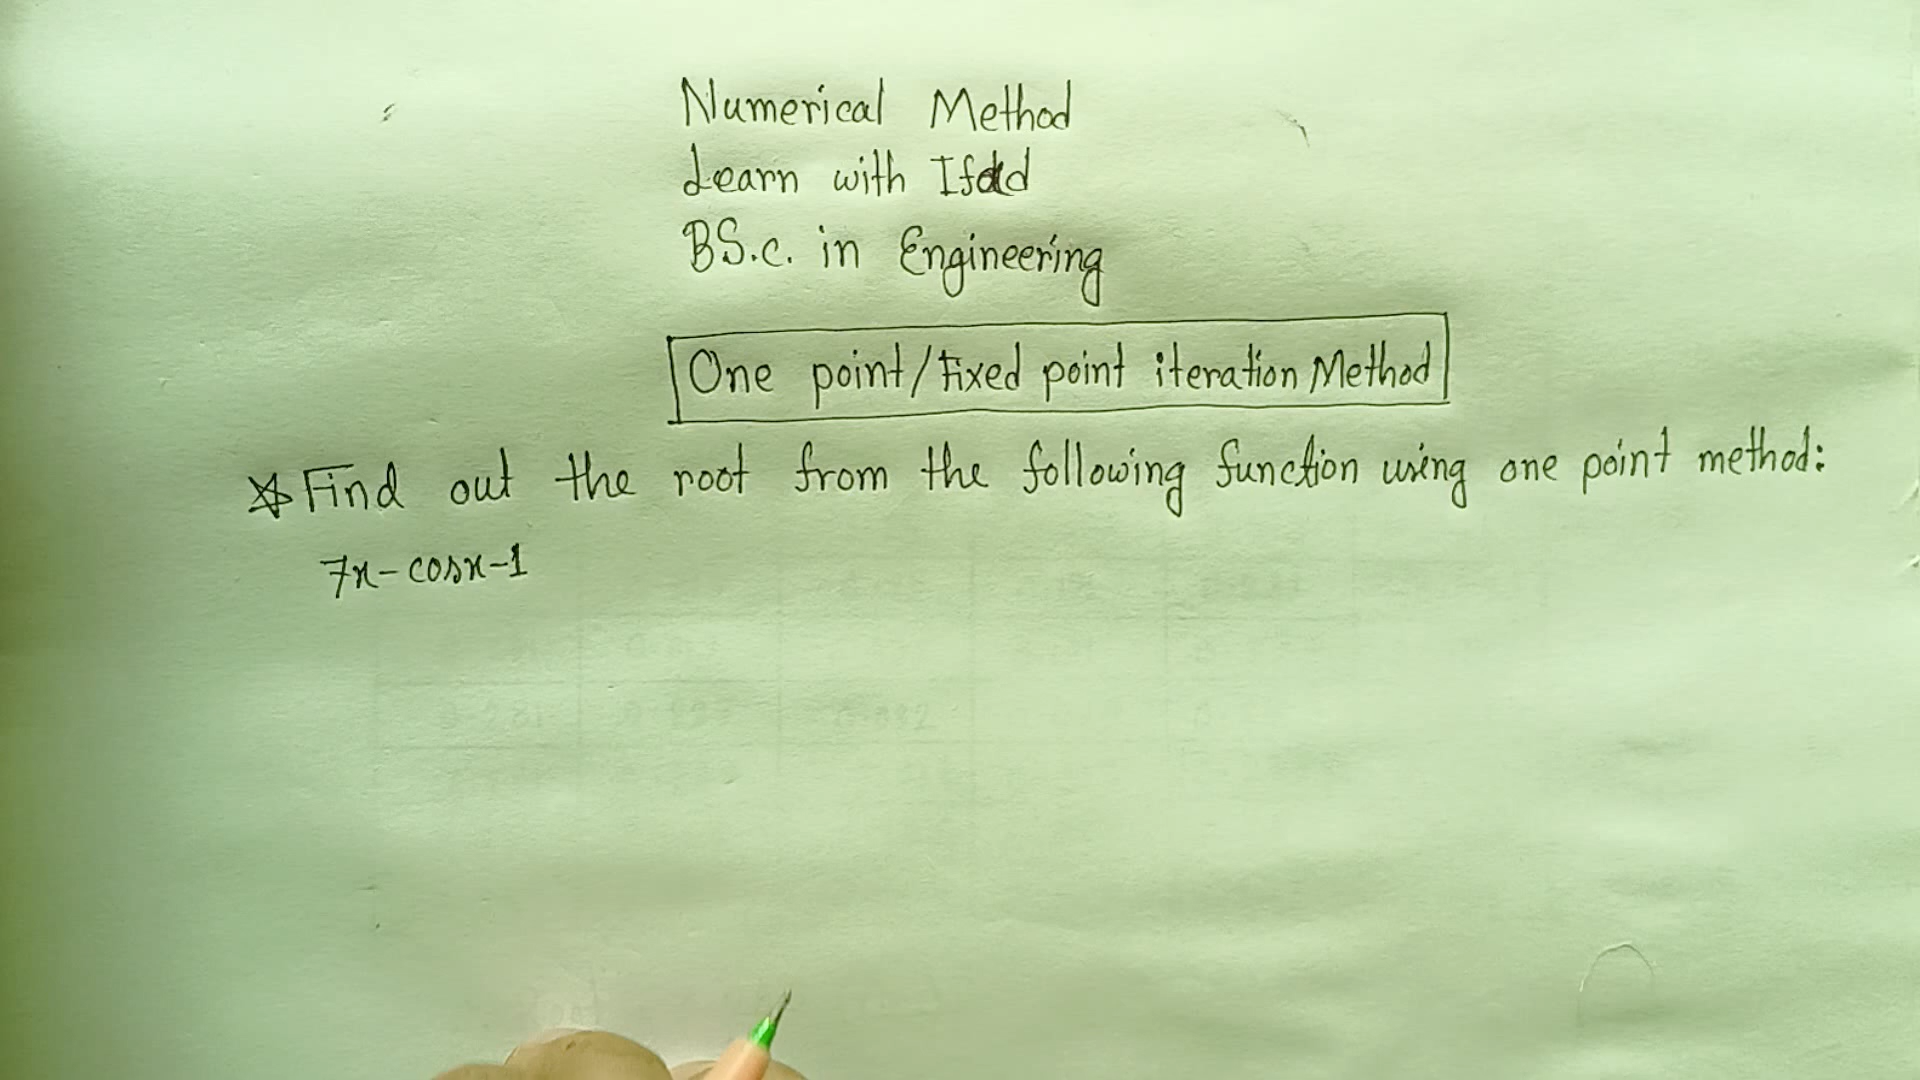 Numerical Method
Learn with Ifad
BS.c. in Engineering
One point/Fixed point iteration Method
Find out the root from the following function using one point method:
7x-cosx-1